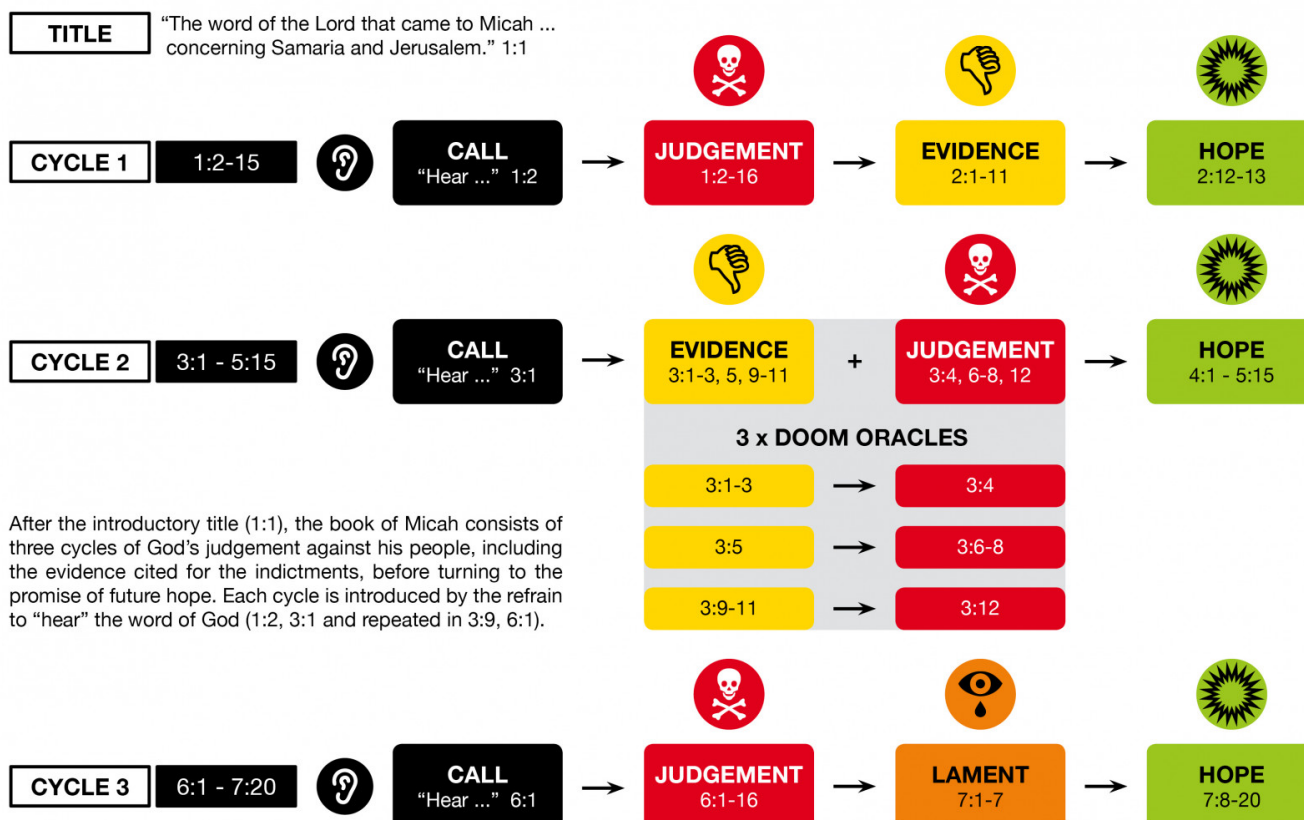 TITLE
“The word of the Lord that came to Micah ...
concerning Samaria and Jerusalem.” 1:1
CYCLE 1
1:2-15
CALL
“Hear ...” 1:2
JUDGEMENT
1:2-16
EVIDENCE
2:1-11
HOPE
2:12-13
CYCLE 2
3:1 - 5:15
CALL
“Hear ...” 3:1
EVIDENCE
3:1-3, 5, 9-11
+
JUDGEMENT
3:4, 6-8, 12
HOPE
4:1 - 5:15
3 x DOOM ORACLES
3:1-3
3:4
3:5
3:6-8
3:9-11
3:12
After the introductory title (1:1), the book of Micah consists of
three cycles of God’s judgement against his people, including
the evidence cited for the indictments, before turning to the
promise of future hope. Each cycle is introduced by the refrain
to “hear” the word of God (1:2, 3:1 and repeated in 3:9, 6:1).
CYCLE 3
6:1 - 7:20
CALL
“Hear ...” 6:1
JUDGEMENT
6:1-16
LAMENT
7:1-7
HOPE
7:8-20